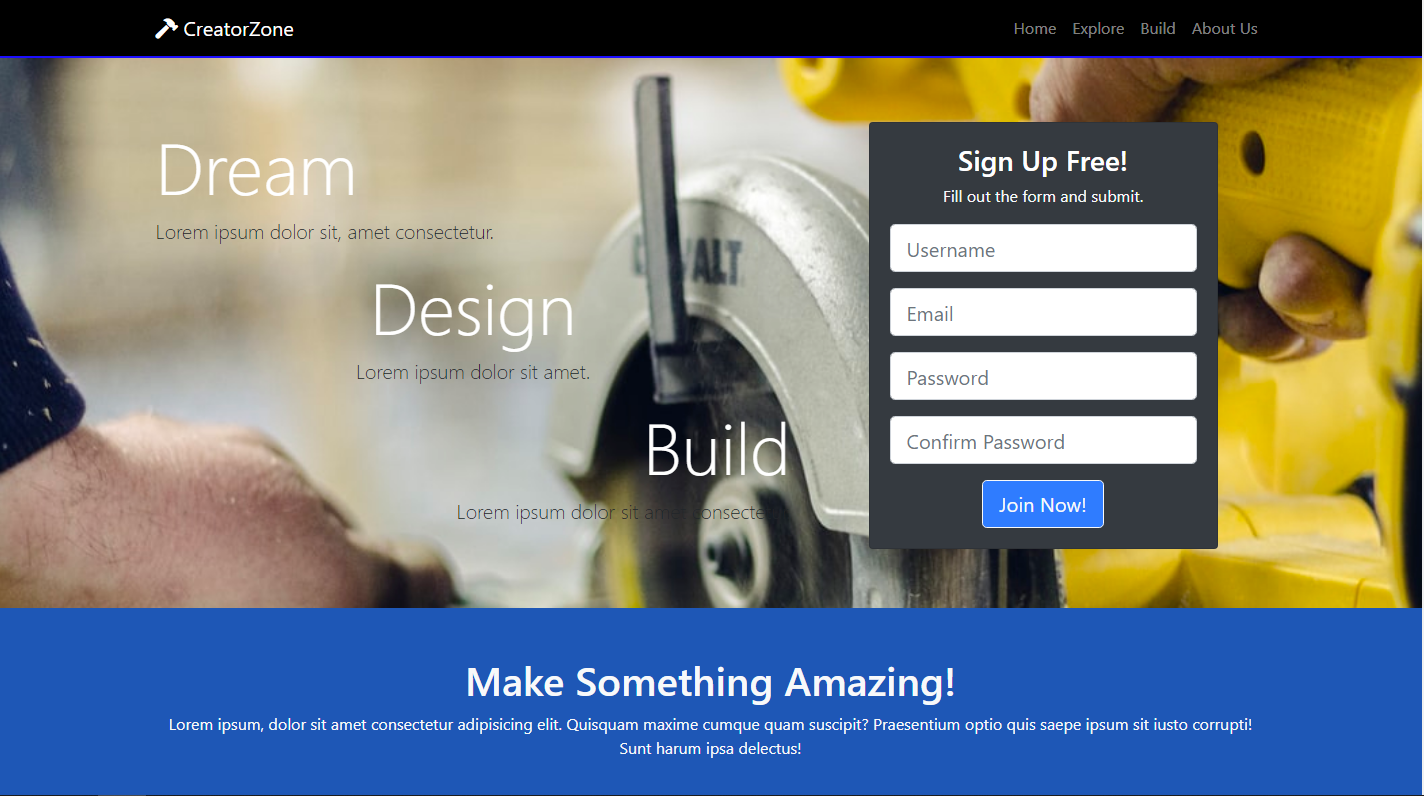 CreatorZone
Home Explore Build About Us
Dream
Lorem ipsum dolor sit, amet consectetur.
Design
Lorem ipsum dolor sit amet.
Build
Lorem ipsum dolor sit amet consecte
WALT
Sign Up Free!
Fill out the form and submit.
Username
Email
Password
Confirm Password
Join Now!
Make Something Amazing!
Lorem ipsum, dolor sit amet consectetur adipisicing elit. Quisquam maxime cumque quam suscipit? Praesentium optio quis saepe ipsum sit iusto corrupti!
Sunt harum ipsa delectus!